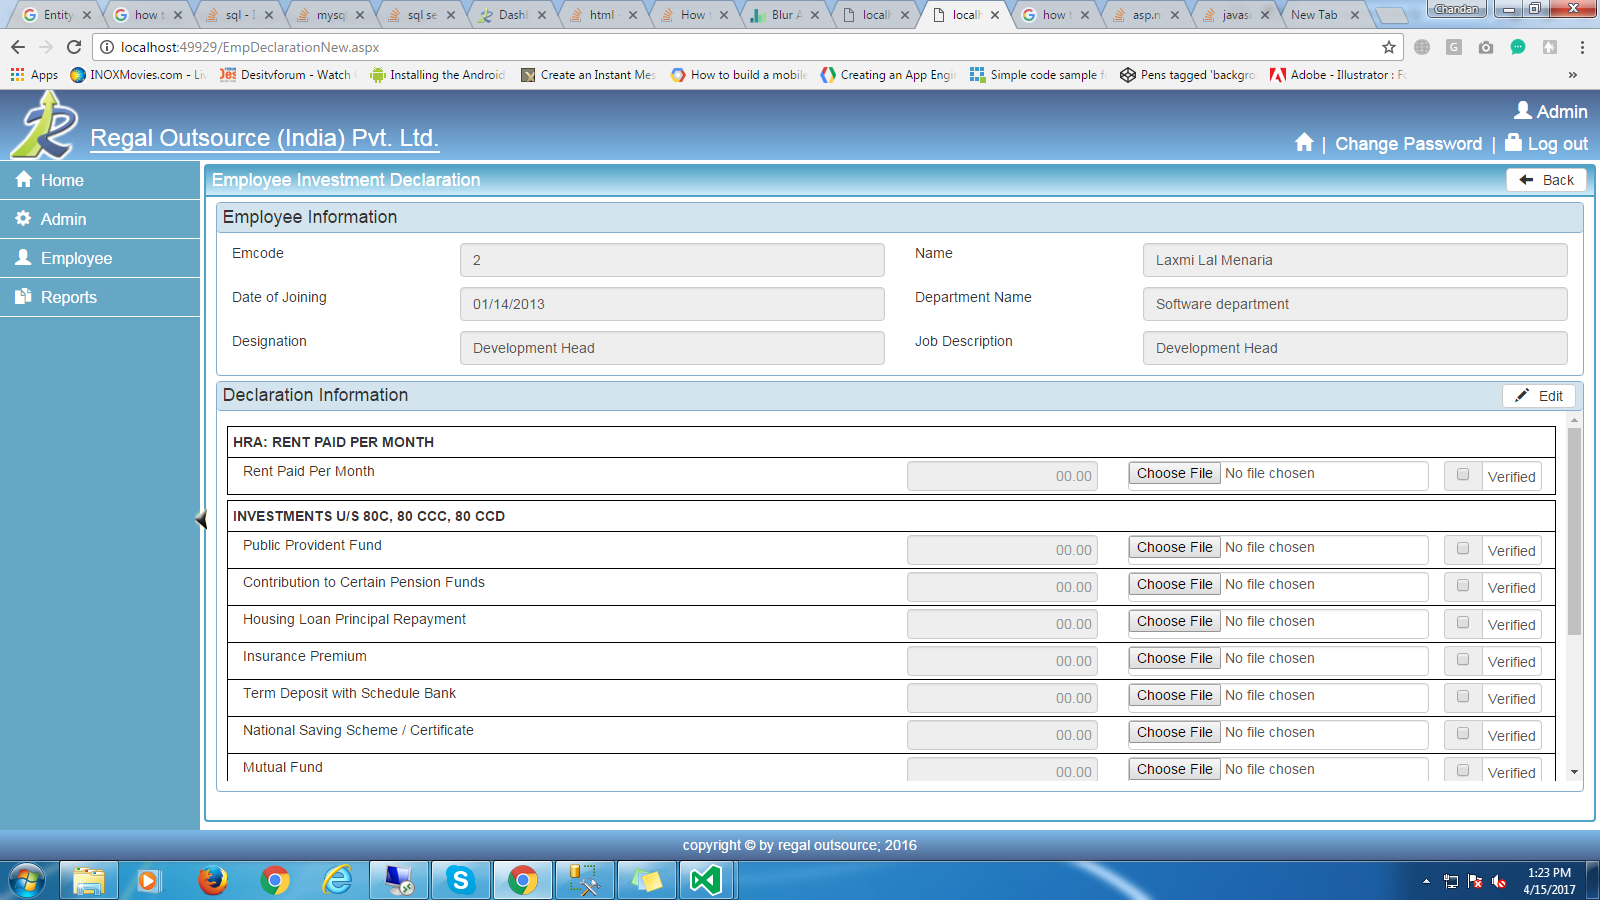 Entity
how t
sql - I
mysql
sql se
Dashb
html -
How t
Blur A
localh
localh
how t
asp.n
javasc
New Tab
Chandan
localhost:49929/EmpDeclarationNew.aspx
Apps
INOXMovies.com - Liv
Desitvforum - Watch
Installing the Android
Create an Instant Mes
How to build a mobile
Creating an App Engi
Simple code sample f
Pens tagged 'backgro
Adobe - Illustrator : F
»
Regal Outsource (India) Pvt. Ltd.
Admin
| Change Password | Log out
Home
Admin
Employee
Reports
Employee Investment Declaration
Back
Employee Information
Emcode 2 Name Laxmi Lal Menaria
Date of Joining 01/14/2013 Department Name Software department
Designation Development Head Job Description Development Head
Declaration Information
Edit
HRA: RENT PAID PER MONTH
Rent Paid Per Month 00.00 Choose File No file chosen Verified
INVESTMENTS U/S 80C, 80 CCC, 80 CCD
Public Provident Fund 00.00 Choose File No file chosen Verified
Contribution to Certain Pension Funds 00.00 Choose File No file chosen Verified
Housing Loan Principal Repayment 00.00 Choose File No file chosen Verified
Insurance Premium 00.00 Choose File No file chosen Verified
Term Deposit with Schedule Bank 00.00 Choose File No file chosen Verified
National Saving Scheme / Certificate 00.00 Choose File No file chosen Verified
Mutual Fund 00.00 Choose File No file chosen Verified
copyright © by regal outsource; 2016
1:23 PM
4/15/2017